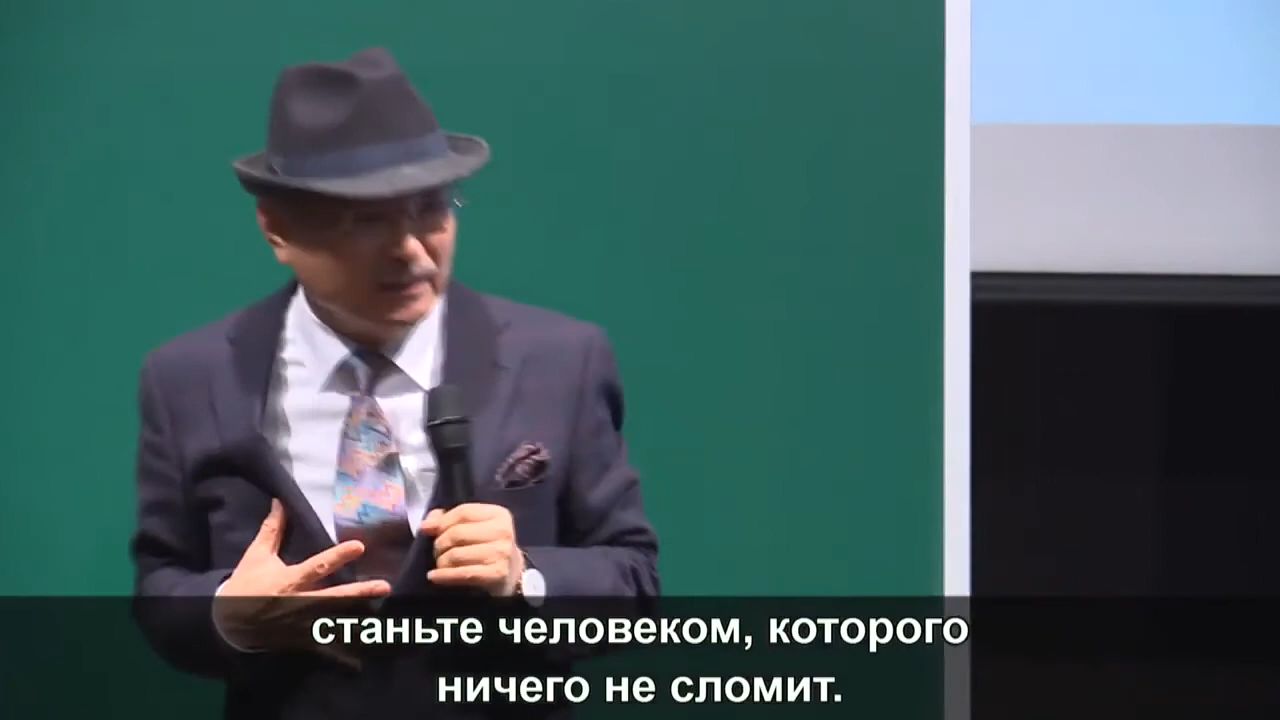 станьте человеком, которого
ничего не сломит.